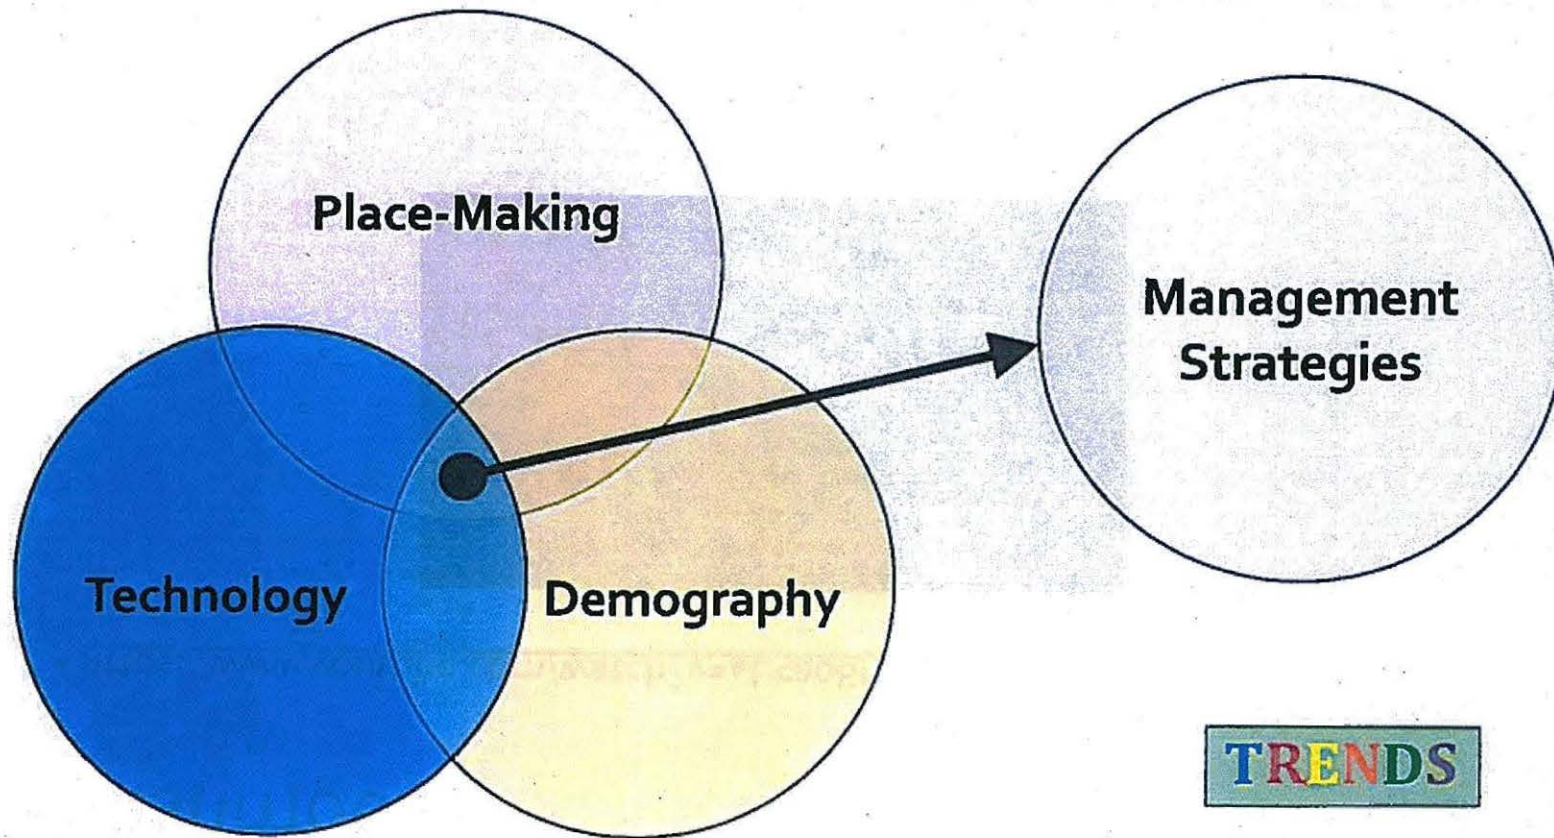 Place-Making
Management
Strategies
Technology
Demography
TRENDS